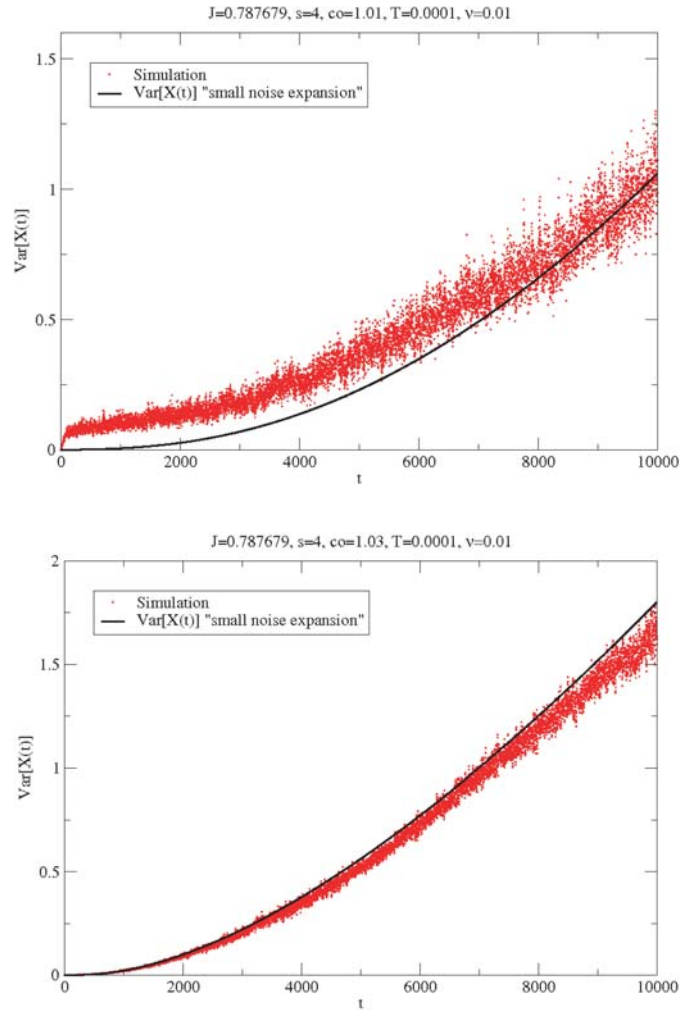 J=0.787679, s=4, co=1.01, T=0.0001, ν=0.01
1.5
Simulation
Var[X(t)] "small noise expansion"
1
Var[X(t)]
0.5
0
0 2000 4000 6000 8000 10000
t
J=0.787679, s=4, co=1.03, T=0.0001, ν=0.01
2
Simulation
Var[X(t)] "small noise expansion"
1.5
1
Var[X(t)]
0.5
0
0 2000 4000 6000 8000 10000
t